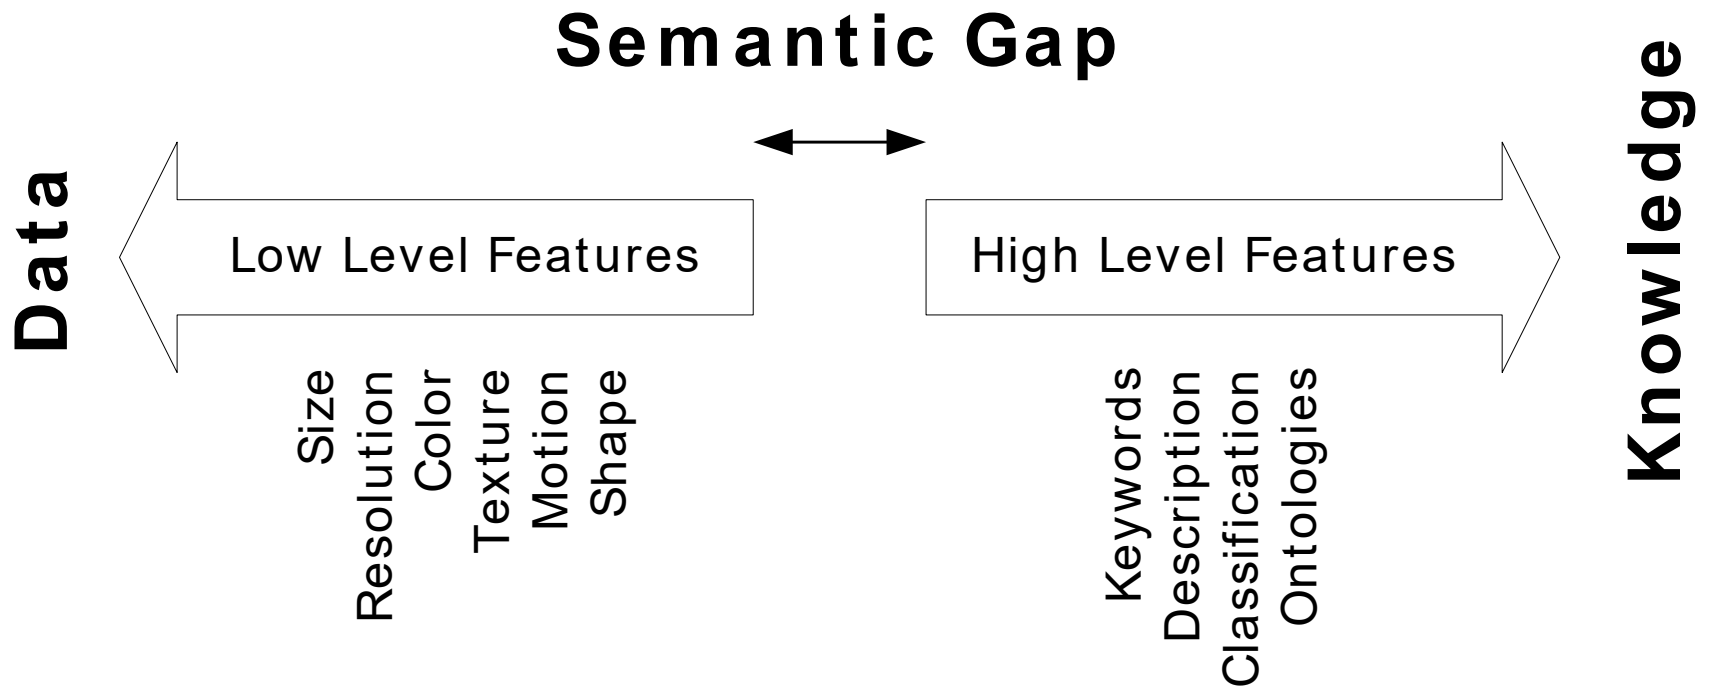 Semantic Gap
Data
Low Level Features
High Level Features
Knowledge
Size
Resolution
Color
Texture
Motion
Shape
Keywords
Description
Classification
Ontologies